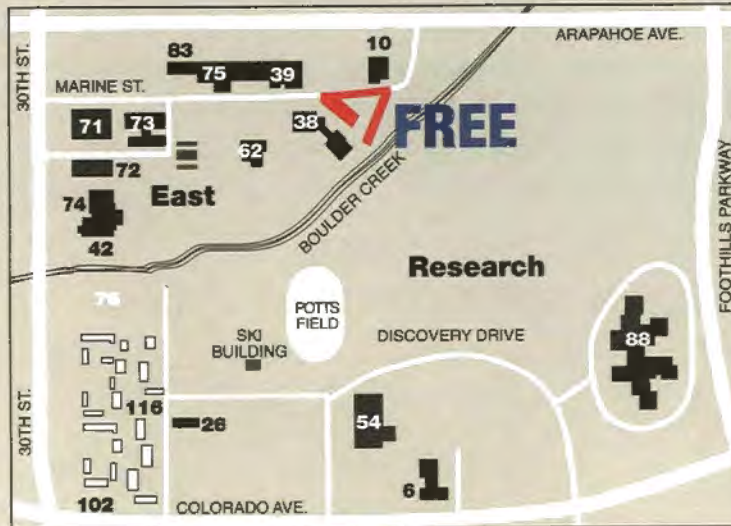 ARAPAHOE AVE.
30TH ST.
83
75
39
10
MARINE ST.
71
73
38
FREE
62
72
East
74
42
BOULDER CREEK
FOOTHILLS PARKWAY
Research
76
POTTS
FIELD
SKI
BUILDING
DISCOVERY DRIVE
88
30TH ST.
116
26
54
6
102
COLORADO AVE.